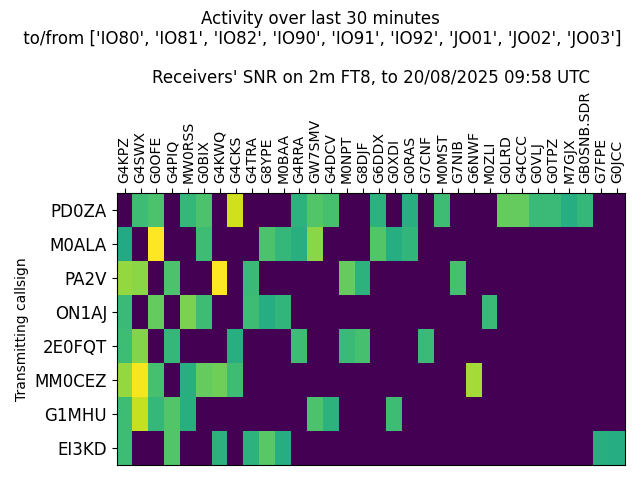 Activity over last 30 minutes
to/from ['IO80', 'IO81', 'IO82', 'IO90', 'IO91', 'IO92', 'JO01', 'JO02', 'JO03']
Receivers' SNR on 2m FT8, to 20/08/2025 09:58 UTC
G4KPZ
G4SWX
G0OFE
G4PIQ
MW0RSS
G0BIX
G4KWQ
G4CKS
G4TRA
G8YPE
M0BAA
G4RRA
GW7SMV
G4DCV
M0NPT
G8DJF
G6DDX
G0XDI
G0RAS
G7CNF
M0MST
G7NIB
G6NWF
M0ZLI
G0LRD
G4CCC
G0VLJ
G0TPZ
M7GJX
GB0SNB.SDR
G7FPE
G0JCC
Transmitting callsign
PD0ZA
M0ALA
PA2V
ON1AJ
2E0FQT
MM0CEZ
G1MHU
EI3KD